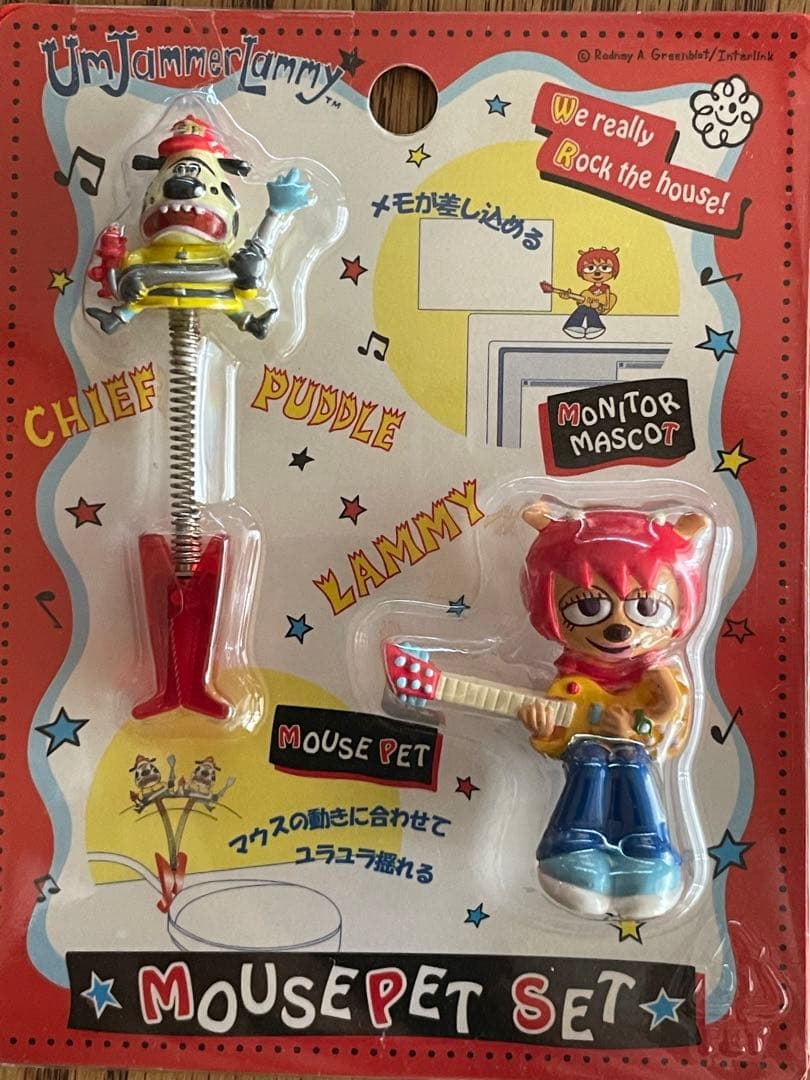 UmJammerLammy™
© Rodney A Greenblat/Interlink
We really
Rock the house!
メモが差し込める
CHIEF PUDDLE
MONITOR
MASCOT
LAMMY
MOUSE PET
マウスの動きに合わせて
ユラユラ揺れる
MOUSEPET SET